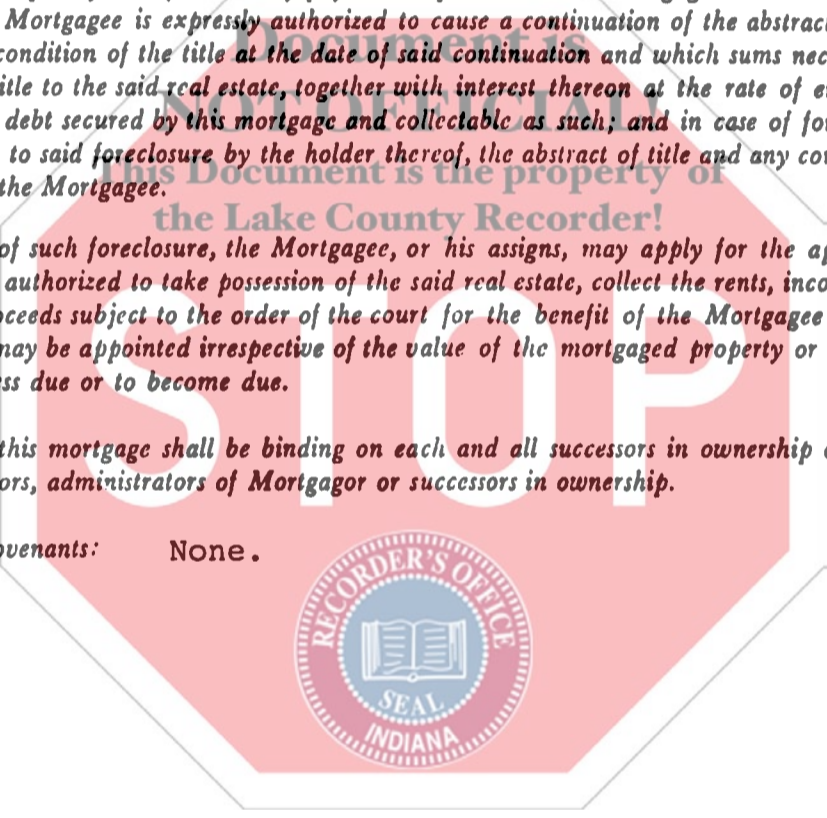 Mortgagee is expressly authorized to cause a continuation of the abstract
condition of the title at the date of said continuation and which sums nec
itle to the said real estate, together with interest thereon at the rate of e
debt secured by this mortgage and collectable as such; and in case of fo
to said foreclosure by the holder thereof, the abstract of title and any co
the Mortgagee.
Document is
NOT OFFICIAL!
This Document is the property of
the Lake County Recorder!
of such foreclosure, the Mortgagee, or his assigns, may apply for the ap
authorized to take possession of the said real estate, collect the rents, inco
oceeds subject to the order of the court for the benefit of the Mortgagee
may be appointed irrespective of the value of the mortgaged property or
ss due or to become due.
STOP
this mortgage shall be binding on each and all successors in ownership
ors, administrators of Mortgagor or successors in ownership.
ovenants: None.
RECORDER'S OFFICE
SEAL
INDIANA